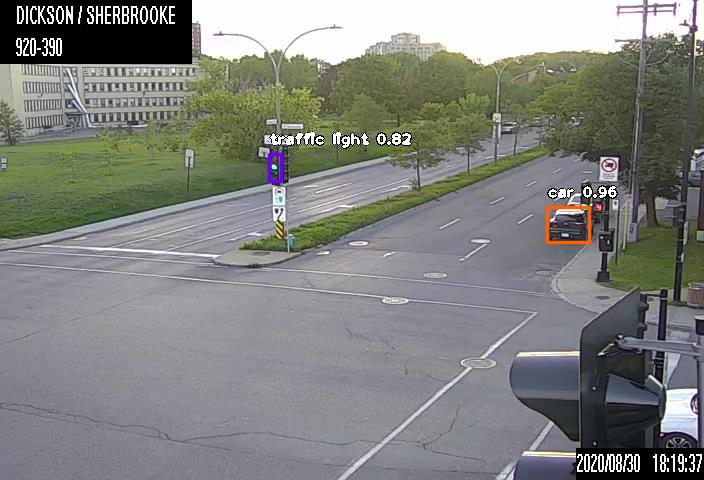 DICKSON / SHERBROOKE
920-390
traffic light 0.82
car 0.96
2020/08/30 18:19:37